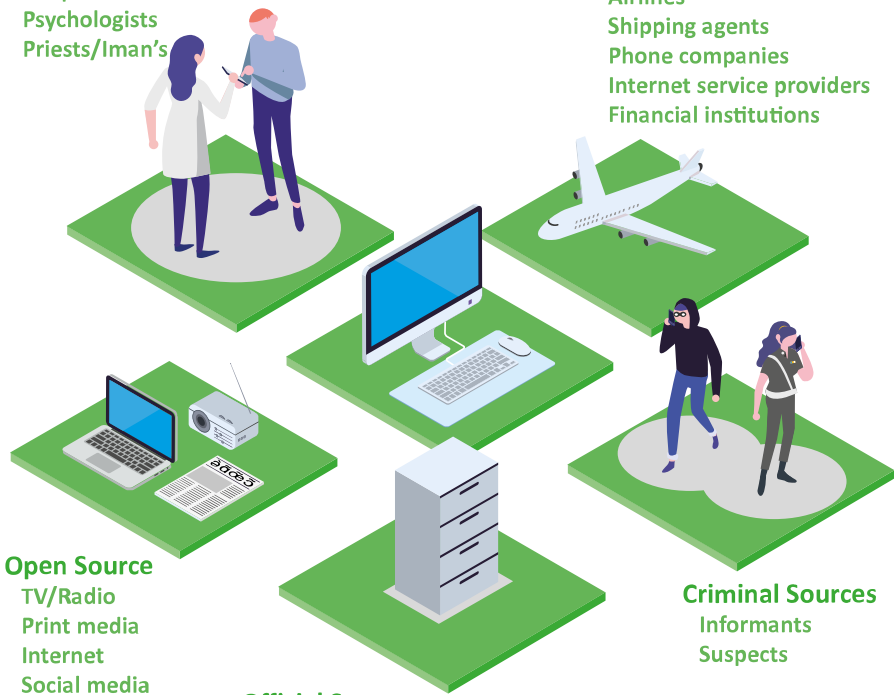 Psychologists
Priests/Iman's
Airlines
Shipping agents
Phone companies
Internet service providers
Financial institutions
Open Source
TV/Radio
Print media
Internet
Social media
Criminal Sources
Informants
Suspects